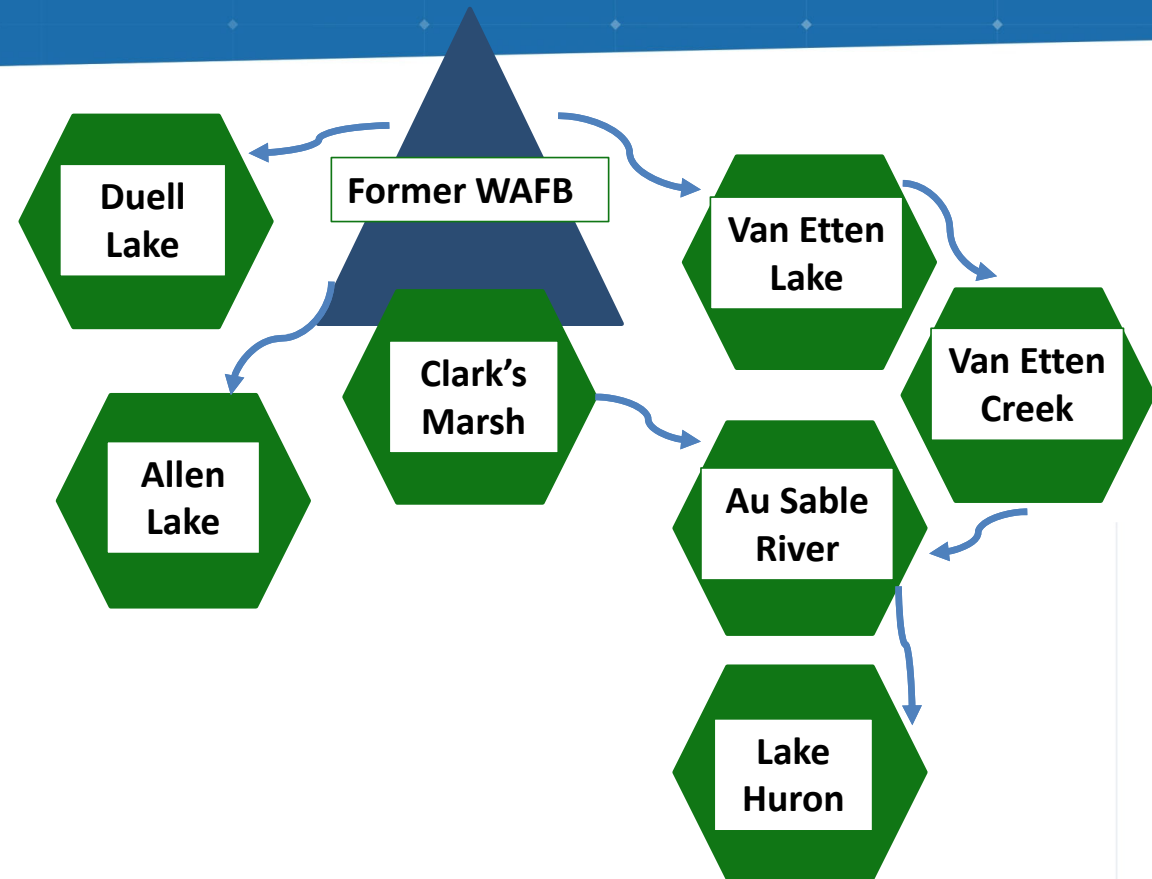 Former WAFB
Duell
Lake
Van Etten
Lake
Van Etten
Creek
Clark’s
Marsh
Allen
Lake
Au Sable
River
Lake
Huron